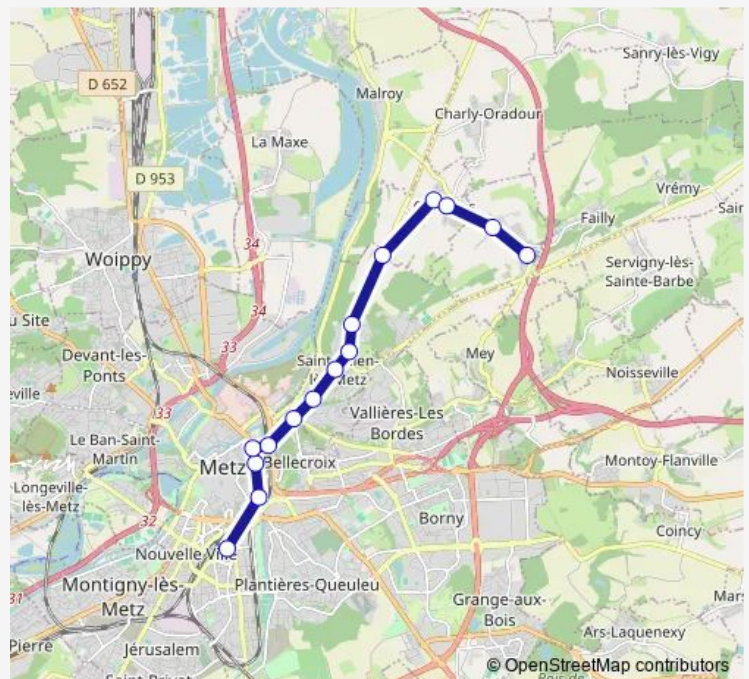 Sanry-lès-Vigy
D 652
Malroy
Charly-Oradour
La Maxe
D 953
Vrémy
Failly
34
Woippy
Servigny-lès-
Sainte-Barbe
34
33
Devant-les-
Ponts
Mey
Noisseville
33
Vallières-Les
Bordes
Le Ban-Saint-
Martin
Metz
Bellecroix
Montoy-Flanville
Longeville-
lès-Metz
32
Borny
Coincy
Nouvelle Ville
31
Montigny-lès-
Metz
Plantières-Queuleu
Grange-aux-
Bois
Ars-Laquenexy
Jérusalem
© OpenStreetMap contributors